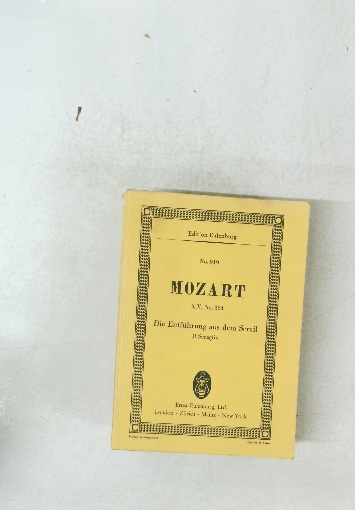 Edition Eulenburg
No. 919
MOZART
K.V. No. 384
Die Entführung aus dem Serail
Il Seraglio
Ernst Eulenburg, Ltd.
London - Zürich - Mainz - New York